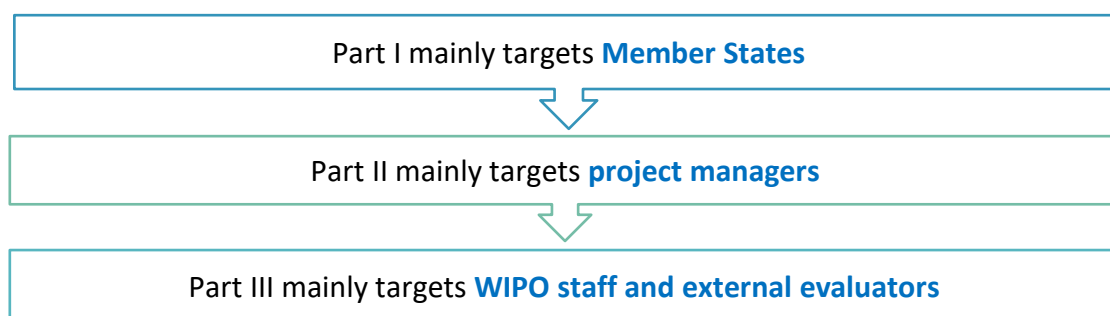 Part I mainly targets Member States
Part II mainly targets project managers
Part III mainly targets WIPO staff and external evaluators